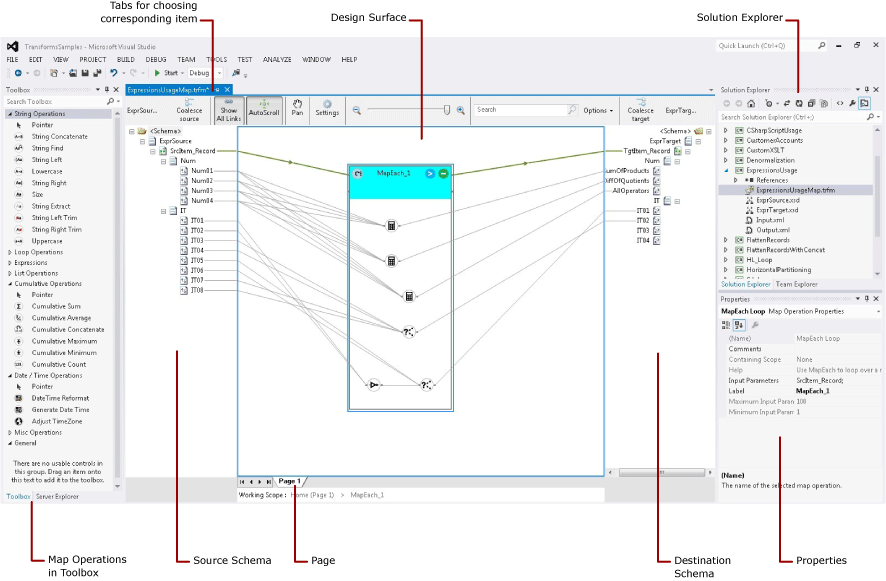 Tabs for choosing
corresponding item
Design Surface
Solution Explorer
TransformsSamples - Microsoft Visual Studio
Quick Launch (Ctrl+Q)
FILE EDIT VIEW PROJECT BUILD DEBUG TEAM TOOLS TEST ANALYZE WINDOW HELP
Start Debug
Toolbox
Search Toolbox
String Operations
Pointer
String Concatenate
String Find
String Left
Lowercase
String Right
Size
String Extract
String Left Trim
String Right Trim
Uppercase
Loop Operations
Expressions
List Operations
Cumulative Operations
Pointer
Cumulative Sum
Cumulative Average
Cumulative Concatenate
Cumulative Maximum
Cumulative Minimum
Cumulative Count
Date / Time Operations
Pointer
DateTime Reformat
Generate Date Time
Adjust TimeZone
Misc Operations
General
There are no usable controls in
this group. Drag an item onto
this text to add it to the toolbox.
Toolbox Server Explorer
ExpressionsUsageMap.trfm*
ExprSour...
Coalesce
source
Show
All Links
AutoScroll
Pan
Settings
Search
Options
Coalesce
target
ExprTarg...
<Schema>
ExprSource
SrcItem_Record
Num
Num01
Num02
Num03
Num04
IT
IT01
IT02
IT03
IT04
IT05
IT06
IT07
IT08
MapEach_1
<Schema>
ExprTarget
TgtItem_Record
Num
umOfProducts
iffOfQuotients
AllOperators
IT
IT01
IT02
IT03
IT04
Page 1
Working Scope : Home (Page 1) > MapEach_1
Solution Explorer
Search Solution Explorer (Ctrl+;)
CSharpScriptUsage
CustomerAccounts
CustomXSLT
Denormalization
ExpressionsUsage
References
ExpressionsUsageMap.trfm
ExprSource.xsd
ExprTarget.xsd
Input.xml
Output.xml
FlattenRecords
FlattenRecordsWithConcat
HL_Loop
HorizontalPartitioning
Solution Explorer Team Explorer
Properties
MapEach Loop Map Operation Properties
(Name) MapEach Loop
Comments
Containing Scope None
Help Use MapEach to loop over a r
Input Parameters SrcItem_Record;
Label MapEach_1
Maximum Input Param 100
Minimum Input Param 1
(Name)
The name of the selected map operation.
Map Operations
in Toolbox
Source Schema
Page
Destination
Schema
Properties